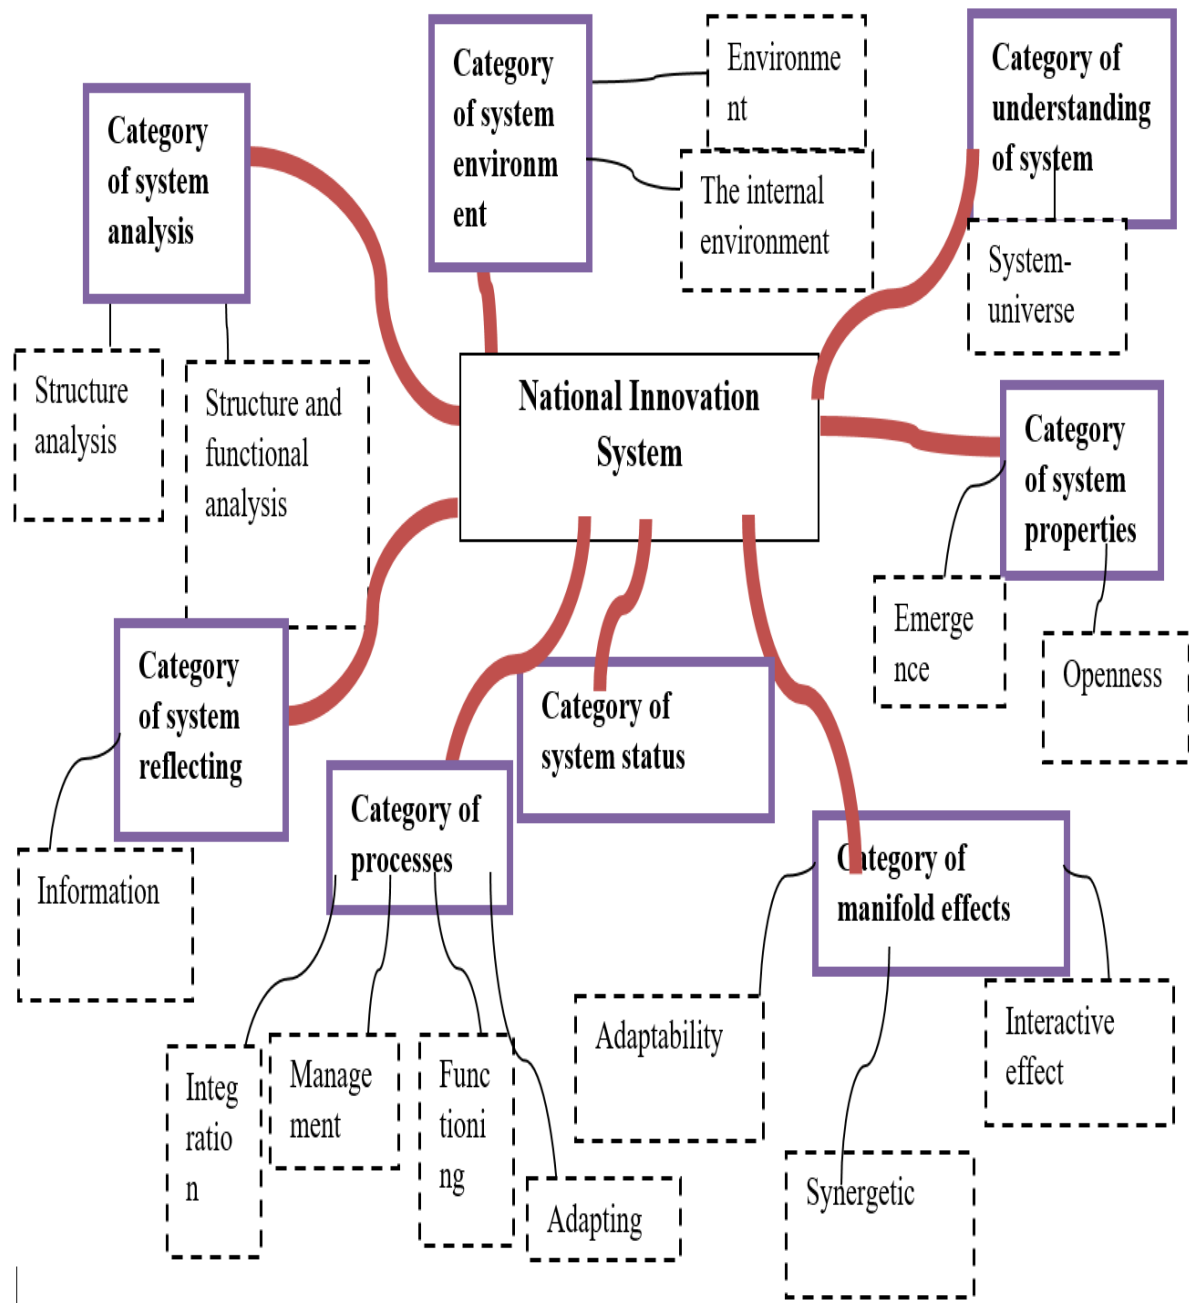 Category
of system
analysis
Structure
analysis
Structure and
functional
analysis
Category
of system
environm
ent
Environme
nt
The internal
environment
Category of
understanding
of system
System-
universe
National Innovation
System
Category
of system
properties
Emerge
nce
Openness
Category
of system
reflecting
Information
Category of
processes
Integ
ratio
n
Manage
ment
Func
tioni
ng
Adapting
Category of
system status
Category of
manifold effects
Adaptability
Synergetic
Interactive
effect